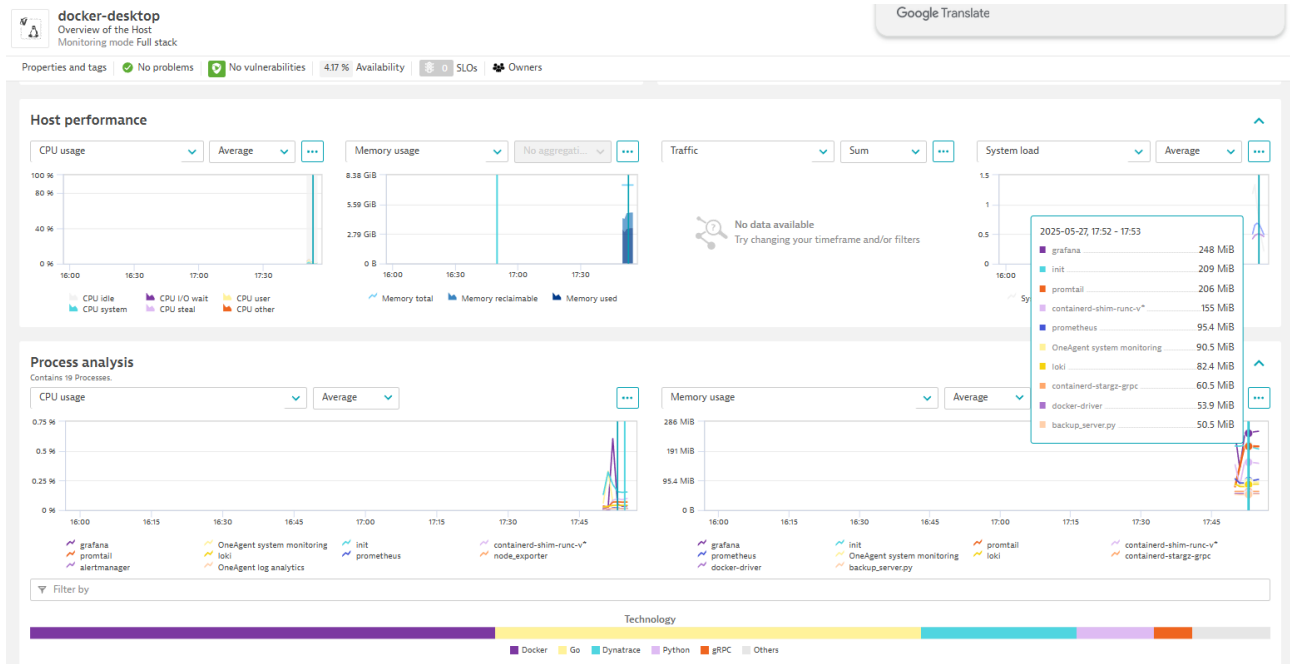 docker-desktop
Overview of the Host
Monitoring mode Full stack
Google Translate
Properties and tags No problems No vulnerabilities 4.17 % Availability 0 SLOs Owners
Host performance
CPU usage Average ... Memory usage No aggregati... ... Traffic Sum ... System load Average ...
100 %
80 %
40 %
0 %
16:00 16:30 17:00 17:30
CPU idle CPU I/O wait CPU user
CPU system CPU steal CPU other
8.38 GiB
5.59 GiB
2.79 GiB
0 B
16:00 16:30 17:00 17:30
Memory total Memory reclaimable Memory used
No data available
Try changing your timeframe and/or filters
1.5
1
0.5
0
16:00
Sy
2025-05-27, 17:52 - 17:53
grafana 248 MiB
init 209 MiB
promtail 206 MiB
containerd-shim-runc-v* 155 MiB
prometheus 95.4 MiB
OneAgent system monitoring 90.5 MiB
loki 82.4 MiB
containerd-stargz-grpc 60.5 MiB
docker-driver 53.9 MiB
backup_server.py 50.5 MiB
Process analysis
Contains 19 Processes.
CPU usage Average ... Memory usage Average ...
0.75 %
0.5 %
0.25 %
0 %
16:00 16:15 16:30 16:45 17:00 17:15 17:30 17:45
grafana OneAgent system monitoring init containerd-shim-runc-v*
promtail loki prometheus node_exporter
alertmanager OneAgent log analytics
286 MiB
191 MiB
95.4 MiB
0 B
16:00 16:15 16:30 16:45 17:00 17:15 17:30 17:45
grafana init promtail containerd-shim-runc-v*
prometheus OneAgent system monitoring loki containerd-stargz-grpc
docker-driver backup_server.py
Filter by
Technology
Docker Go Dynatrace Python gRPC Others